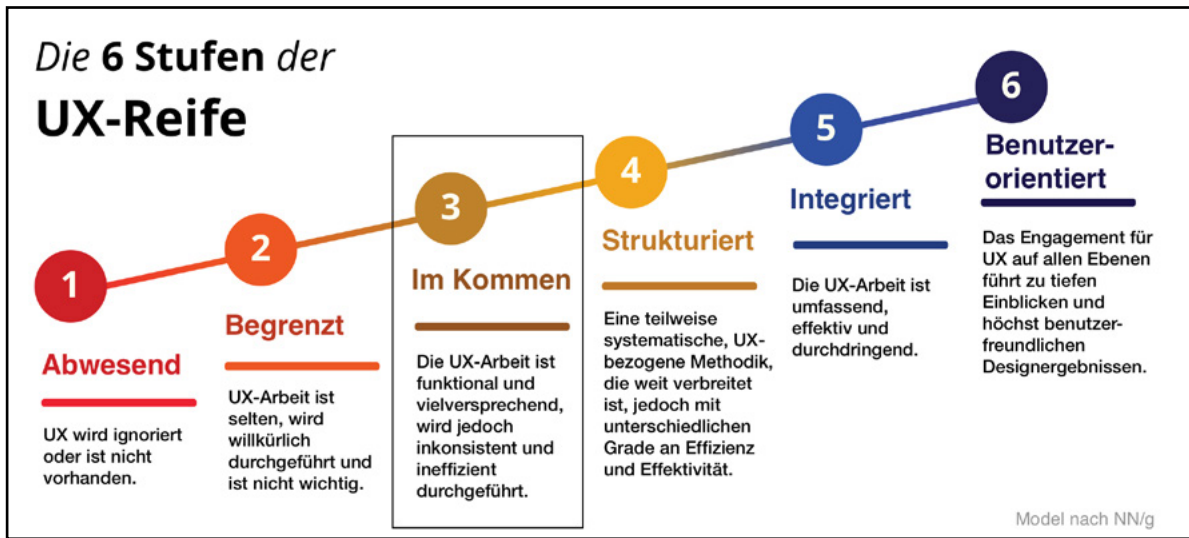 Die 6 Stufen der
UX-Reife
1
Abwesend
UX wird ignoriert
oder ist nicht
vorhanden.
2
Begrenzt
UX-Arbeit ist
selten, wird
willkürlich
durchgeführt und
ist nicht wichtig.
3
Im Kommen
Die UX-Arbeit ist
funktional und
vielversprechend,
wird jedoch
inkonsistent und
ineffizient
durchgeführt.
4
Strukturiert
Eine teilweise
systematische, UX-
bezogene Methodik,
die weit verbreitet
ist, jedoch mit
unterschiedlichen
Grade an Effizienz
und Effektivität.
5
Integriert
Die UX-Arbeit ist
umfassend,
effektiv und
durchdringend.
6
Benutzer-
orientiert
Das Engagement für
UX auf allen Ebenen
führt zu tiefen
Einblicken und
höchst benutzer-
freundlichen
Designergebnissen.
Model nach NN/g